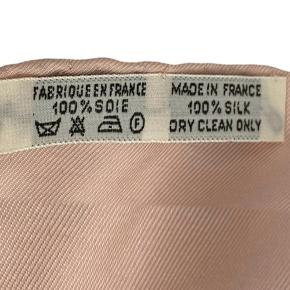 FABRIQUE EN FRANCE
100% SOIE
F
MADE IN FRANCE
100% SILK
DRY CLEAN ONLY